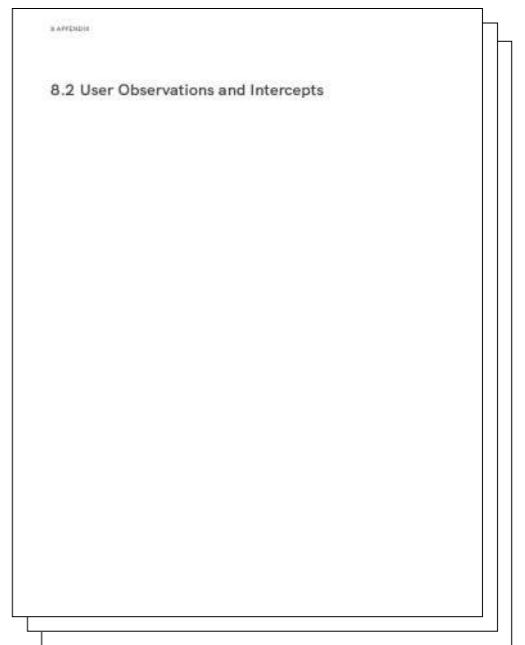 8 APPENDIX
8.2 User Observations and Intercepts